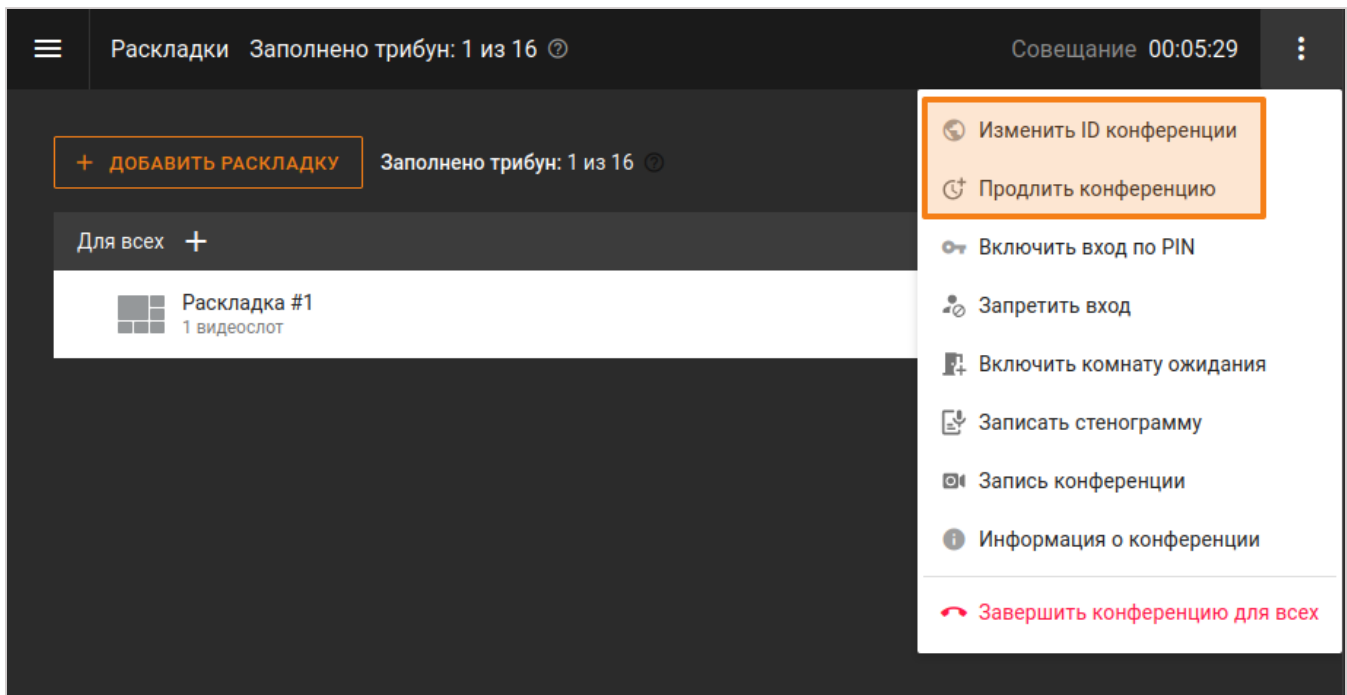 Раскладки Заполнено трибун: 1 из 16
Совещание 00:05:29
+ ДОБАВИТЬ РАСКЛАДКУ
Заполнено трибун: 1 из 16
Для всех +
Раскладка #1
1 видеослот
Изменить ID конференции
Продлить конференцию
Включить вход по PIN
Запретить вход
Включить комнату ожидания
Записать стенограмму
Запись конференции
Информация о конференции
Завершить конференцию для всех